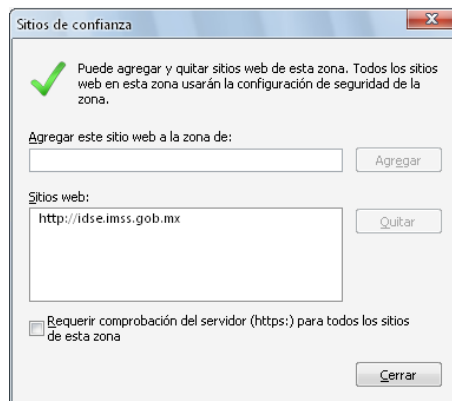 Sitios de confianza
Puede agregar y quitar sitios web de esta zona. Todos los sitios
web en esta zona usarán la configuración de seguridad de la
zona.
Agregar este sitio web a la zona de:
Agregar
Sitios web:
http://idse.imss.gob.mx
Quitar
Requerir comprobación del servidor (https:) para todos los sitios
de esta zona
Cerrar